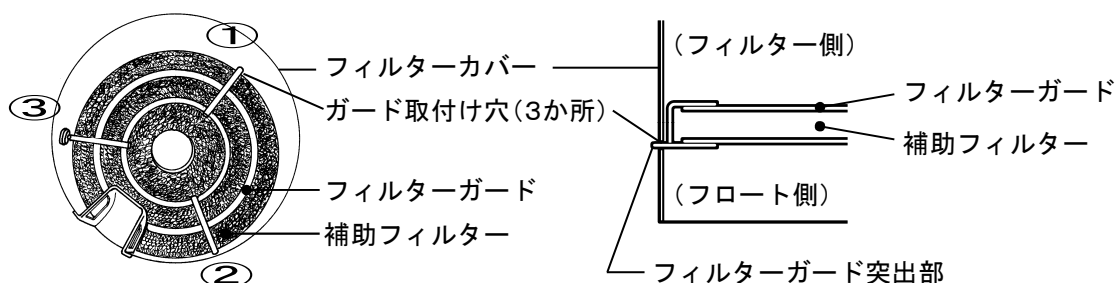 ①
③
②
フィルターカバー
ガード取付け穴(3か所)
フィルターガード
補助フィルター
(フィルター側)
フィルターガード
補助フィルター
(フロート側)
フィルターガード突出部